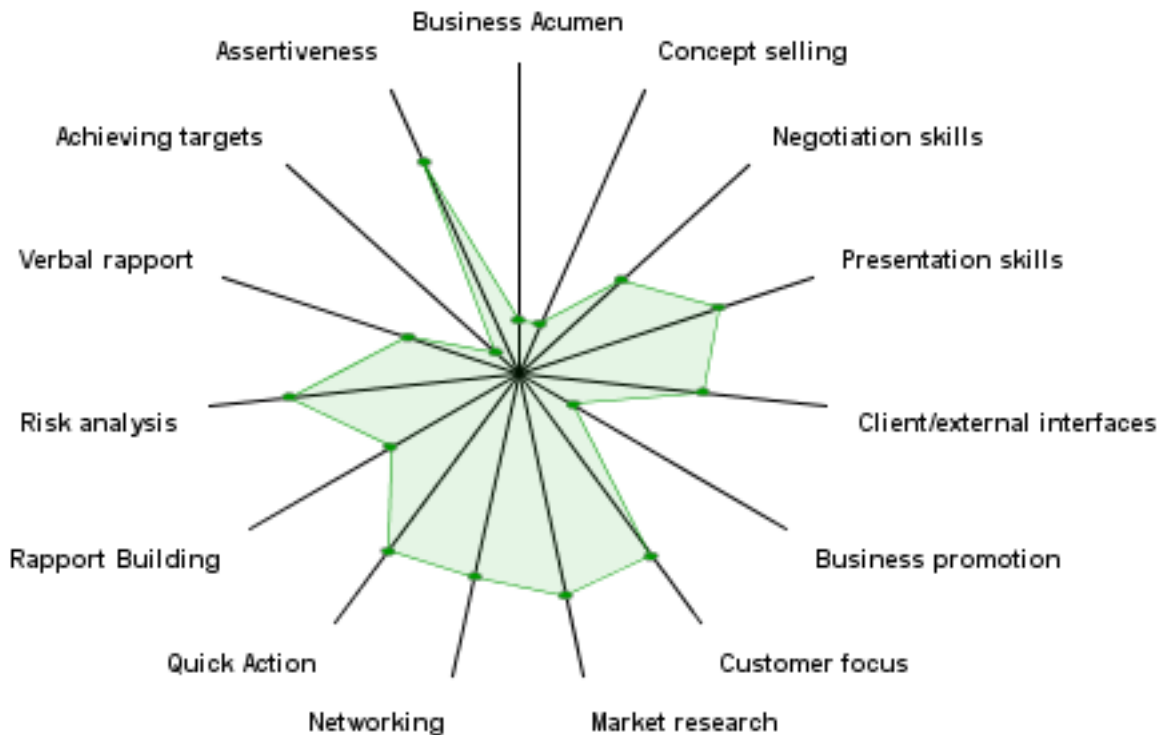 Business Acumen
Concept selling
Negotiation skills
Presentation skills
Client/external interfaces
Business promotion
Customer focus
Market research
Networking
Quick Action
Rapport Building
Risk analysis
Verbal rapport
Achieving targets
Assertiveness